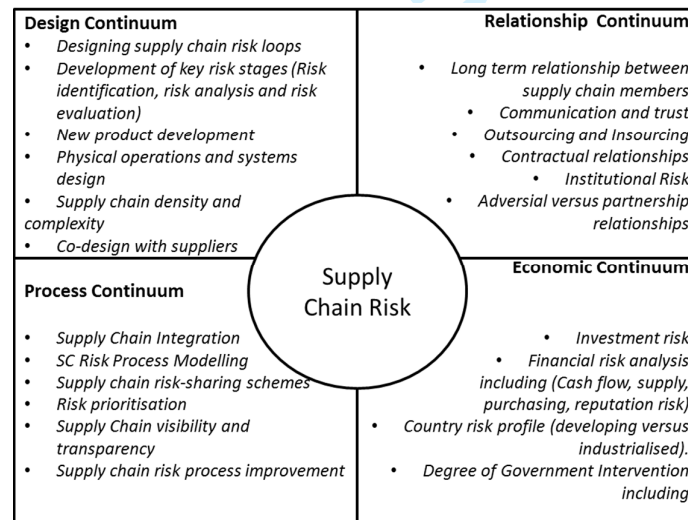 Design Continuum
• Designing supply chain risk loops
• Development of key risk stages (Risk
identification, risk analysis and risk
evaluation)
• New product development
• Physical operations and systems
design
• Supply chain density and
complexity
• Co-design with suppliers
Relationship Continuum
• Long term relationship between
supply chain members
• Communication and trust
• Outsourcing and Insourcing
• Contractual relationships
• Institutional Risk
• Adversial versus partnership
relationships
Supply
Chain Risk
Process Continuum
• Supply Chain Integration
• SC Risk Process Modelling
• Supply chain risk-sharing schemes
• Risk prioritisation
• Supply Chain visibility and
transparency
• Supply chain risk process improvement
Economic Continuum
• Investment risk
• Financial risk analysis
including (Cash flow, supply,
purchasing, reputation risk)
• Country risk profile (developing versus
industrialised).
• Degree of Government Intervention
including